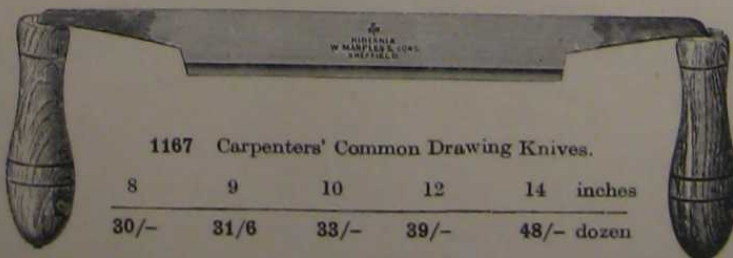 HIBERNIA
W. MARPLES & SONS
SHEFFIELD
1167 Carpenters' Common Drawing Knives.
8 9 10 12 14 inches
30/– 31/6 33/– 39/– 48/– dozen